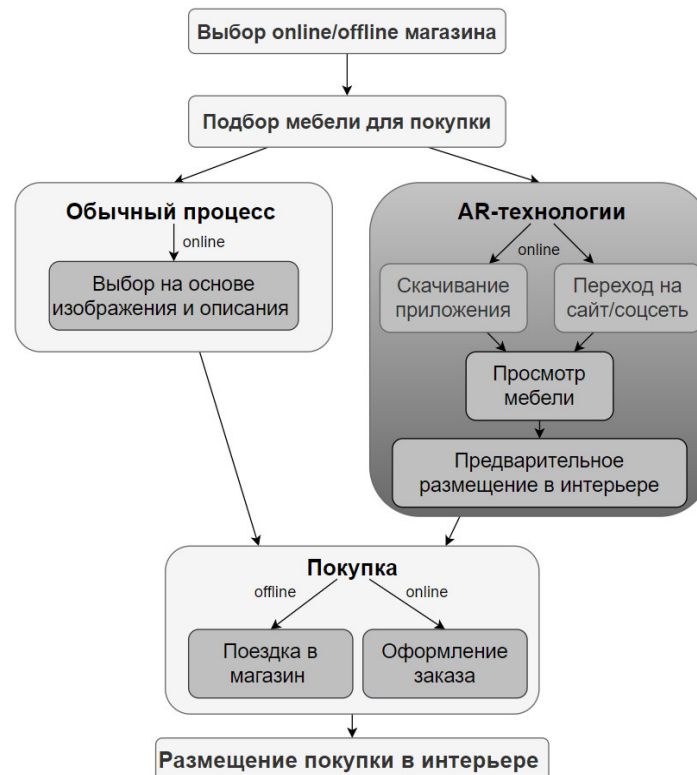 Выбор online/offline магазина
Подбор мебели для покупки
Обычный процесс
online
Выбор на основе
изображения и описания
AR-технологии
online
Скачивание
приложения
Переход на
сайт/соцсеть
Просмотр
мебели
Предварительное
размещение в интерьере
Покупка
offline
online
Поездка в
магазин
Оформление
заказа
Размещение покупки в интерьере